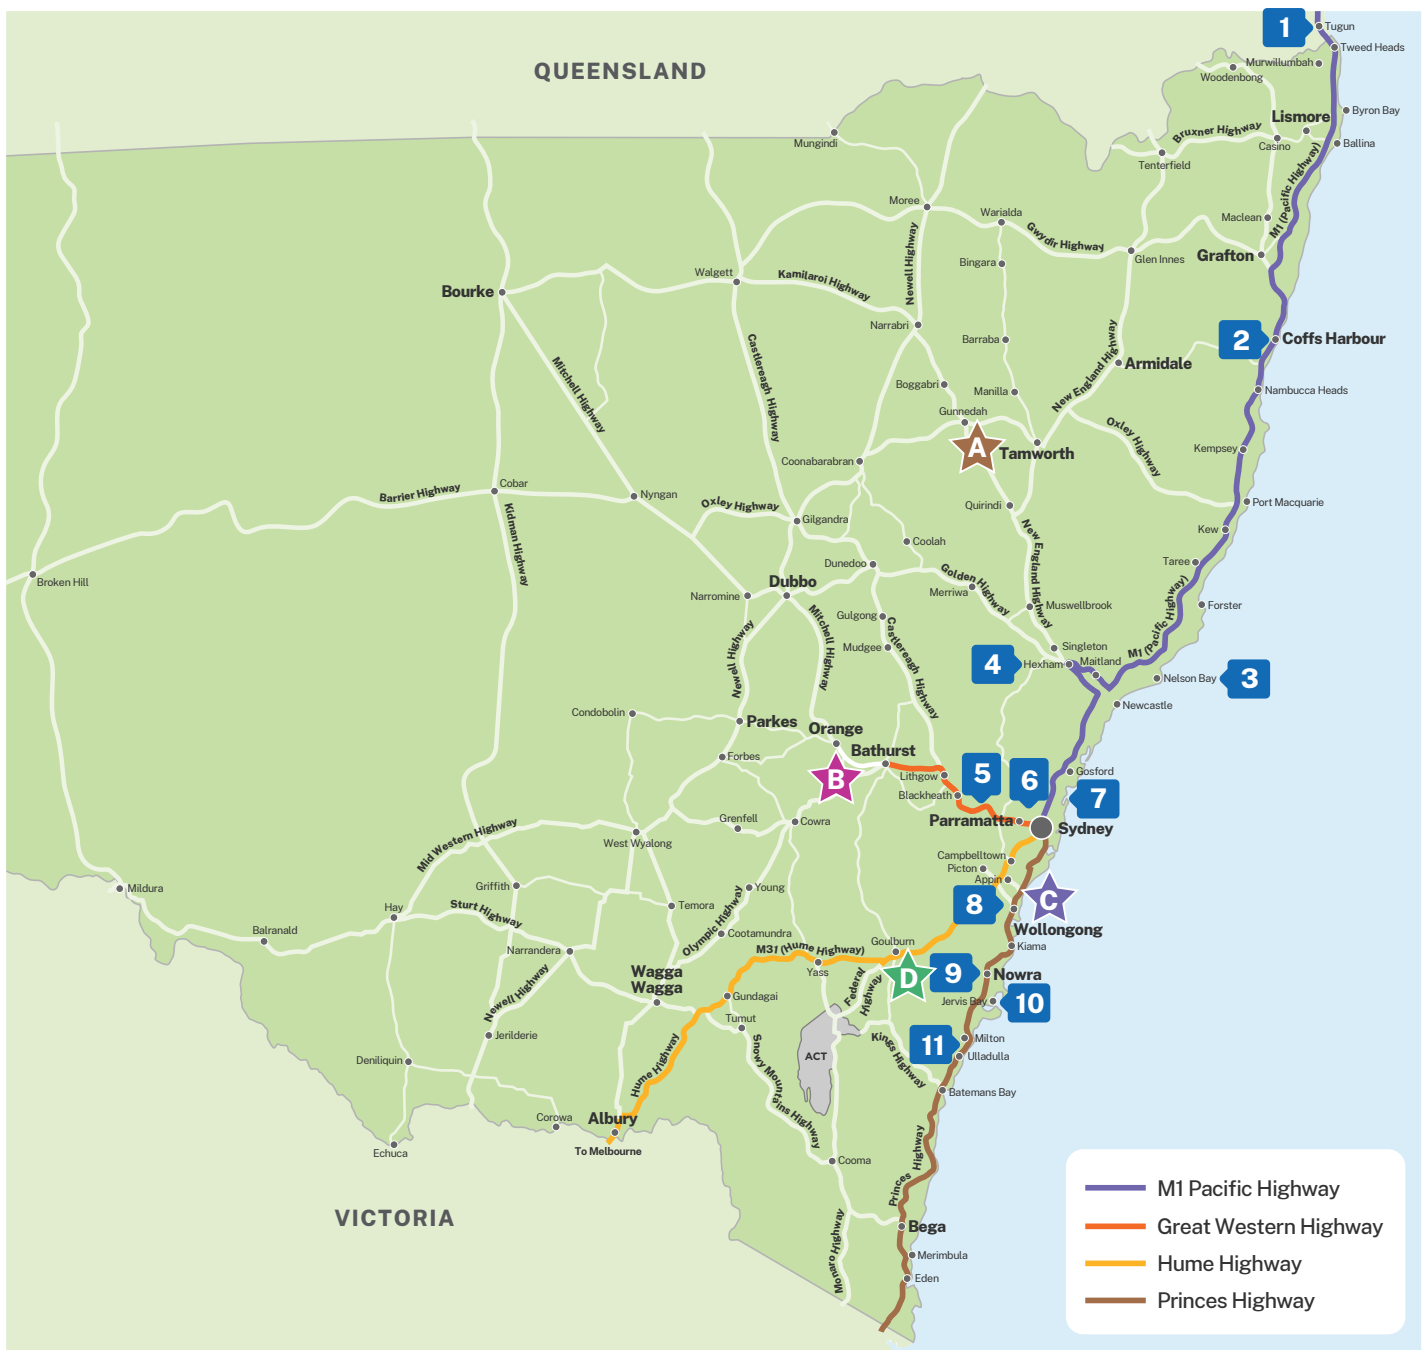 1
Tugun
Tweed Heads
QUEENSLAND
Murwillumbah
Woodenbong
Byron Bay
Lismore
Bruxner Highway
Mungindi
Casino
Ballina
Tenterfield
M1 (Pacific Highway)
Moree
Warialda
Maclean
Gwydir Highway
Newell Highway
Grafton
Glen Innes
Bingara
Walgett
Kamilaroi Highway
Bourke
Narrabri
2
Coffs Harbour
Barraba
Castlereagh Highway
New England Highway
Armidale
Mitchell Highway
Boggabri
Manilla
Nambucca Heads
Gunnedah
Oxley Highway
A
Tamworth
Kempsey
Coonabarabran
Cobar
Barrier Highway
Nyngan
Oxley Highway
Quirindi
Port Macquarie
Kidman Highway
Gilgandra
New England Highway
Kew
Coolah
Dunedoo
Taree
Broken Hill
Dubbo
Golden Highway
Merriwa
Narromine
Muswellbrook
Forster
Gulgong
Mitchell Highway
Newell Highway
Castlereagh Highway
Mudgee
Singleton
M1 (Pacific Highway)
4
Hexham
Maitland
Nelson Bay
3
Newcastle
Condobolin
Parkes
Orange
Bathurst
Forbes
Lithgow
5
6
Gosford
B
Blackheath
7
Grenfell
Cowra
Parramatta
Sydney
Mid Western Highway
West Wyalong
Campbelltown
Picton
Appin
Mildura
Griffith
Young
C
Hay
Sturt Highway
Temora
Olympic Highway
8
Balranald
Cootamundra
Wollongong
Narrandera
M31 (Hume Highway)
Goulburn
Kiama
Wagga
Wagga
Yass
D
9
Nowra
Newell Highway
Gundagai
Federal
Highway
Jervis Bay
10
Tumut
Jerilderie
Kings Highway
11
Milton
Ulladulla
ACT
Deniliquin
Hume Highway
Snowy Mountains Highway
Batemans Bay
Corowa
Albury
To Melbourne
Echuca
Cooma
Princes Highway
VICTORIA
Bega
Monaro Highway
Merimbula
Eden
M1 Pacific Highway
Great Western Highway
Hume Highway
Princes Highway